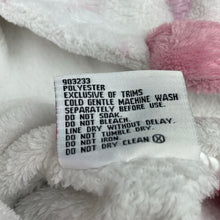 903233
POLYESTER
EXCLUSIVE OF TRIMS
COLD GENTLE MACHINE WASH
SEPARATELY BEFORE USE.
DO NOT SOAK.
DO NOT BLEACH.
LINE DRY WITHOUT DELAY.
DO NOT TUMBLE DRY.
DO NOT IRON.
DO NOT DRY CLEAN